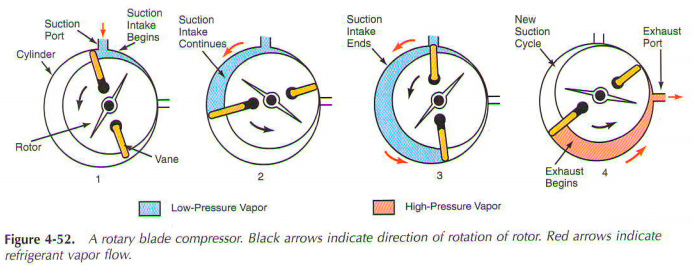 Suction
Port
Suction
Intake
Begins
Cylinder
Rotor
Vane
1
Suction
Intake
Continues
2
Suction
Intake
Ends
3
New
Suction
Cycle
Exhaust
Port
Exhaust
Begins
4
Low-Pressure Vapor
High-Pressure Vapor
Figure 4-52. A rotary blade compressor. Black arrows indicate direction of rotation of rotor. Red arrows indicate
refrigerant vapor flow.